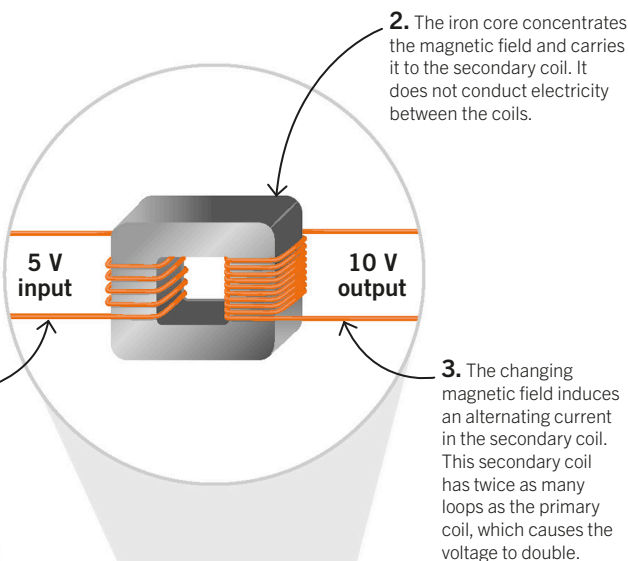 2. The iron core concentrates
the magnetic field and carries
it to the secondary coil. It
does not conduct electricity
between the coils.
5 V
input
10 V
output
3. The changing
magnetic field induces
an alternating current
in the secondary coil.
This secondary coil
has twice as many
loops as the primary
coil, which causes the
voltage to double.